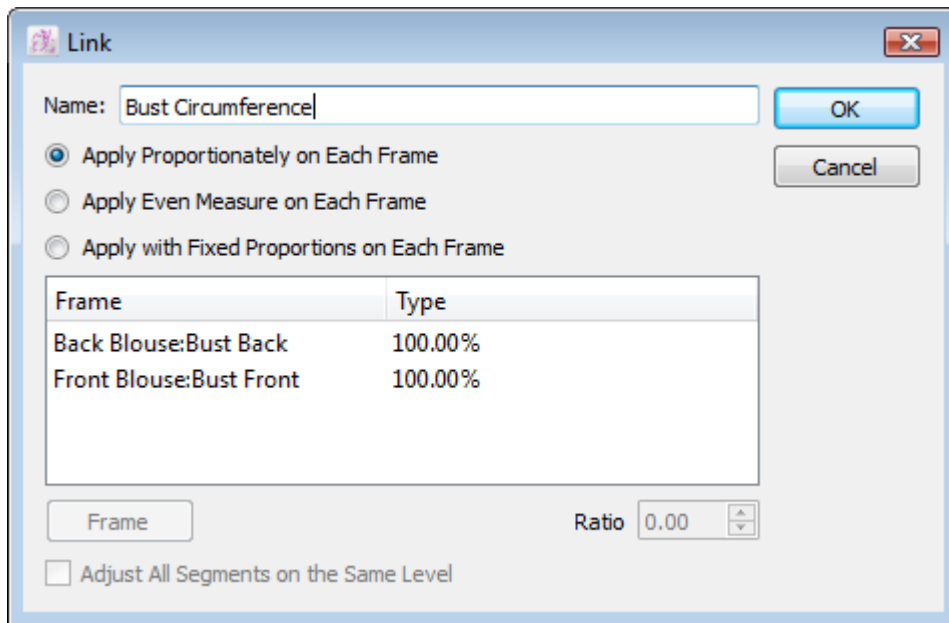 Link
Name: Bust Circumference
OK
Apply Proportionately on Each Frame
Cancel
Apply Even Measure on Each Frame
Apply with Fixed Proportions on Each Frame
Frame Type
Back Blouse:Bust Back 100.00%
Front Blouse:Bust Front 100.00%
Frame Ratio 0.00
Adjust All Segments on the Same Level